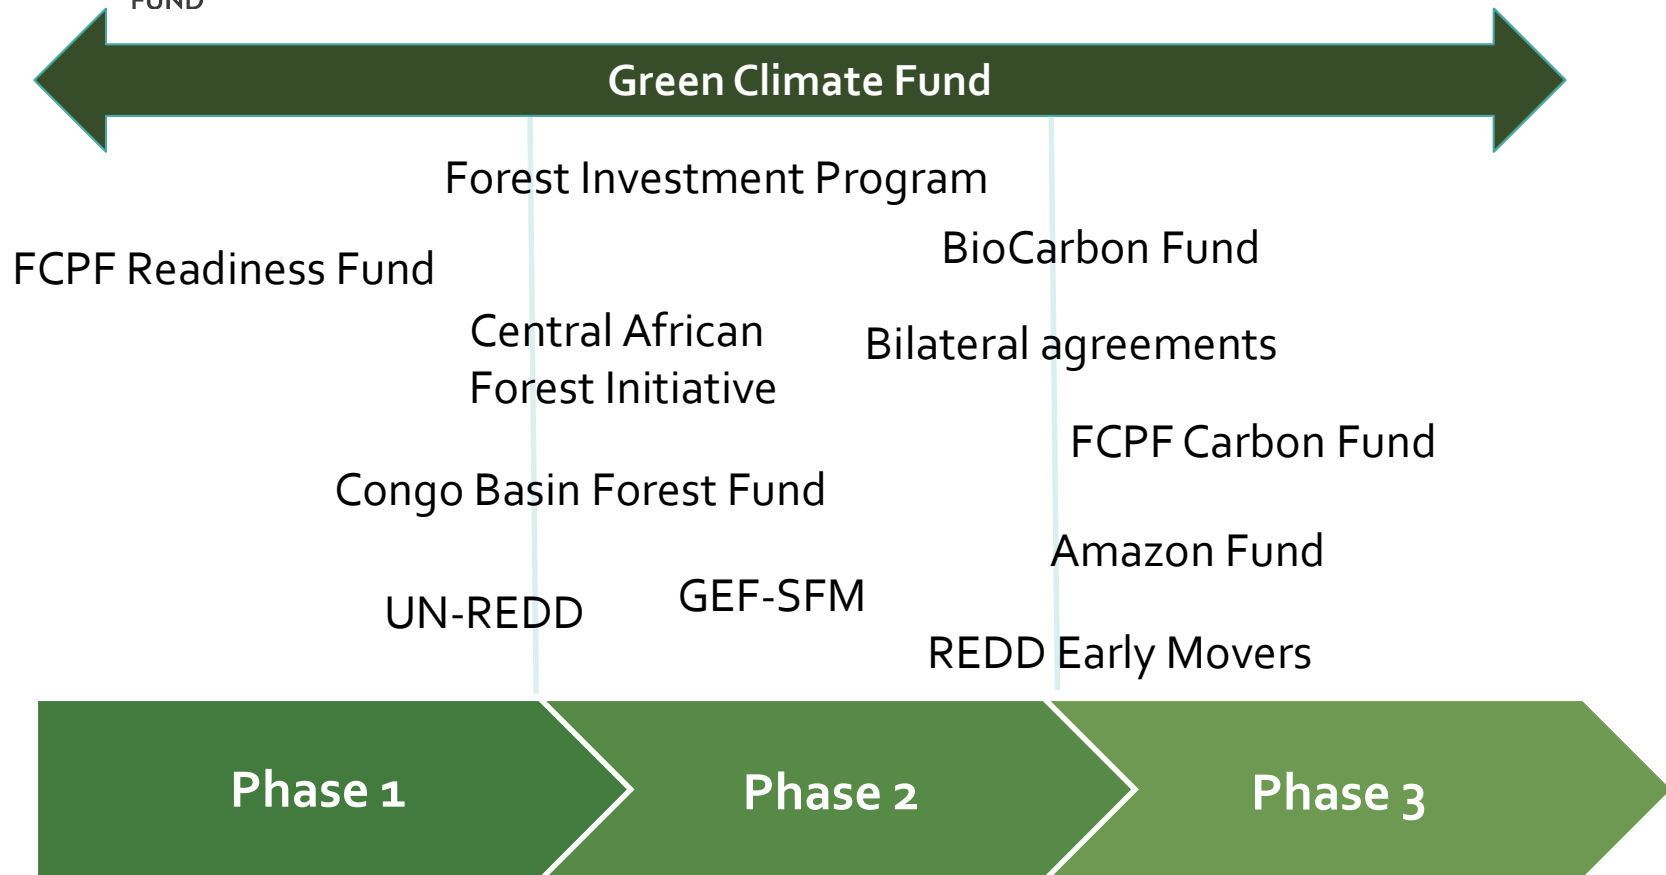 FUND
Green Climate Fund
Forest Investment Program
BioCarbon Fund
FCPF Readiness Fund
Central African
Forest Initiative
Bilateral agreements
FCPF Carbon Fund
Congo Basin Forest Fund
Amazon Fund
GEF-SFM
UN-REDD
REDD Early Movers
Phase 1
Phase 2
Phase 3